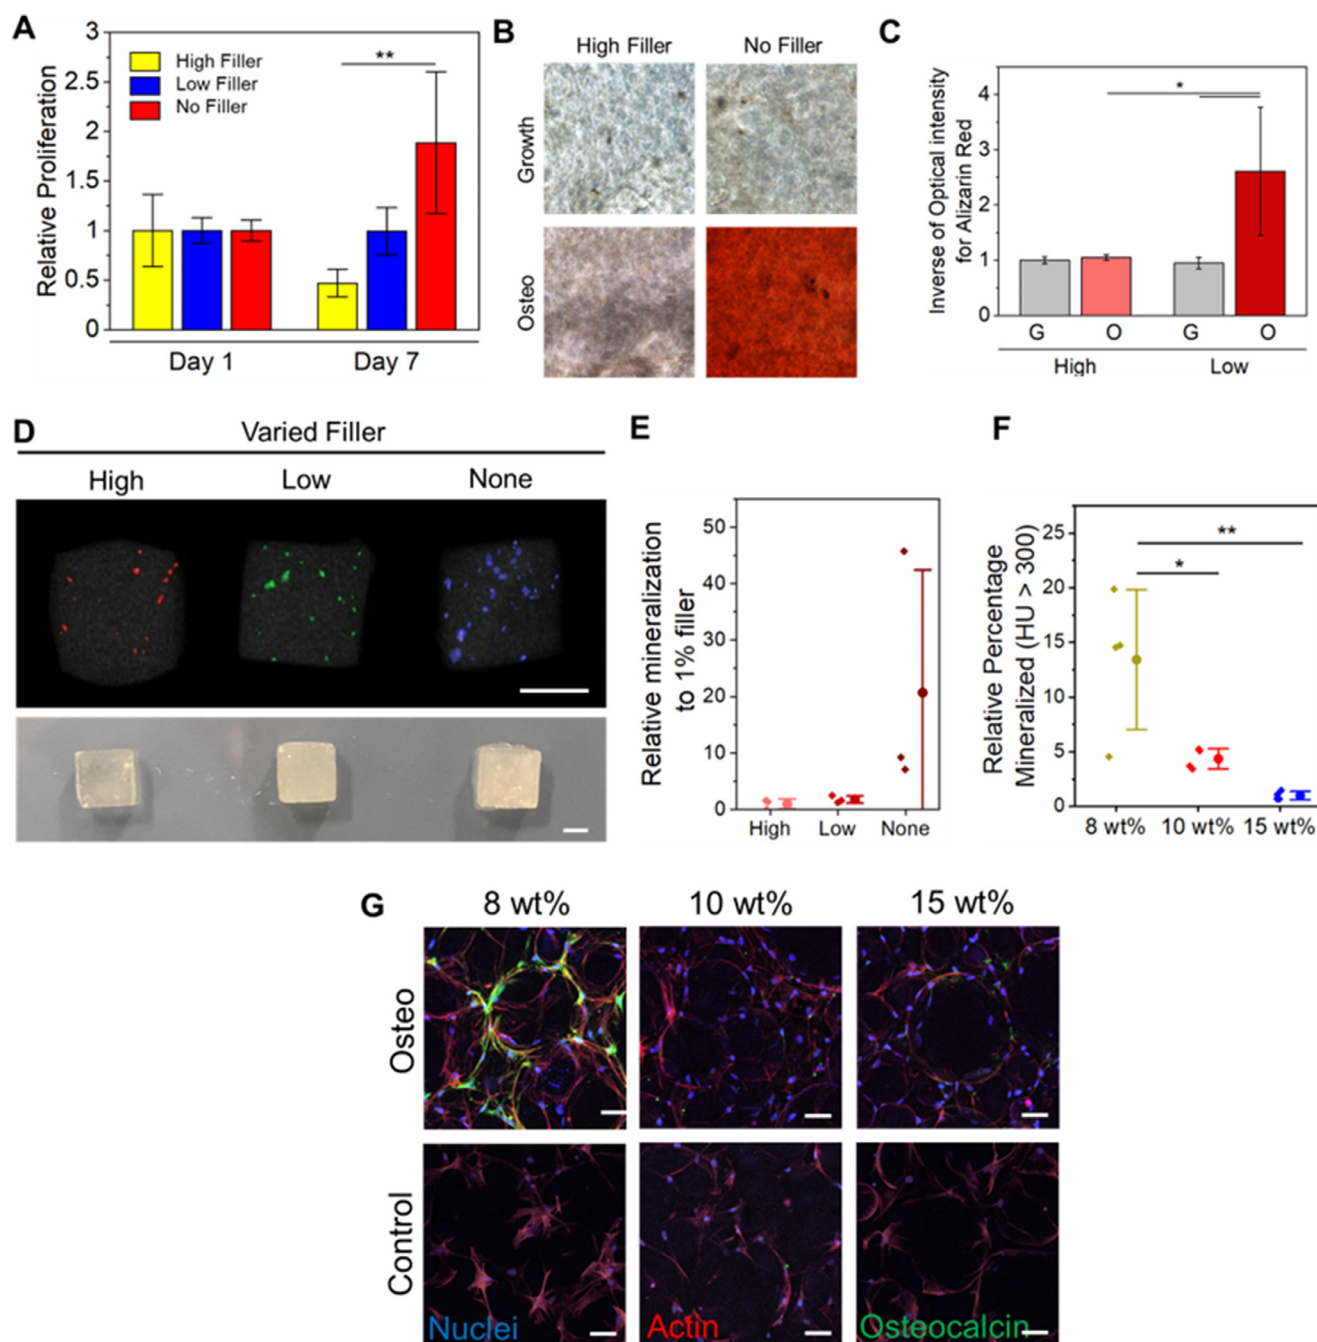 A
Relative Proliferation
3
2.5
2
1.5
1
0.5
0
High Filler
Low Filler
No Filler
**
Day 1
Day 7
B
High Filler
No Filler
Growth
Osteo
C
Inverse of Optical intensity
for Alizarin Red
4
3
2
1
0
*
G
O
G
O
High
Low
D
Varied Filler
High
Low
None
E
Relative mineralization
to 1% filler
50
40
30
20
10
0
High
Low
None
F
Relative Percentage
Mineralized (HU > 300)
25
20
15
10
5
0
**
*
8 wt%
10 wt%
15 wt%
G
8 wt%
10 wt%
15 wt%
Osteo
Control
Nuclei
Actin
Osteocalcin